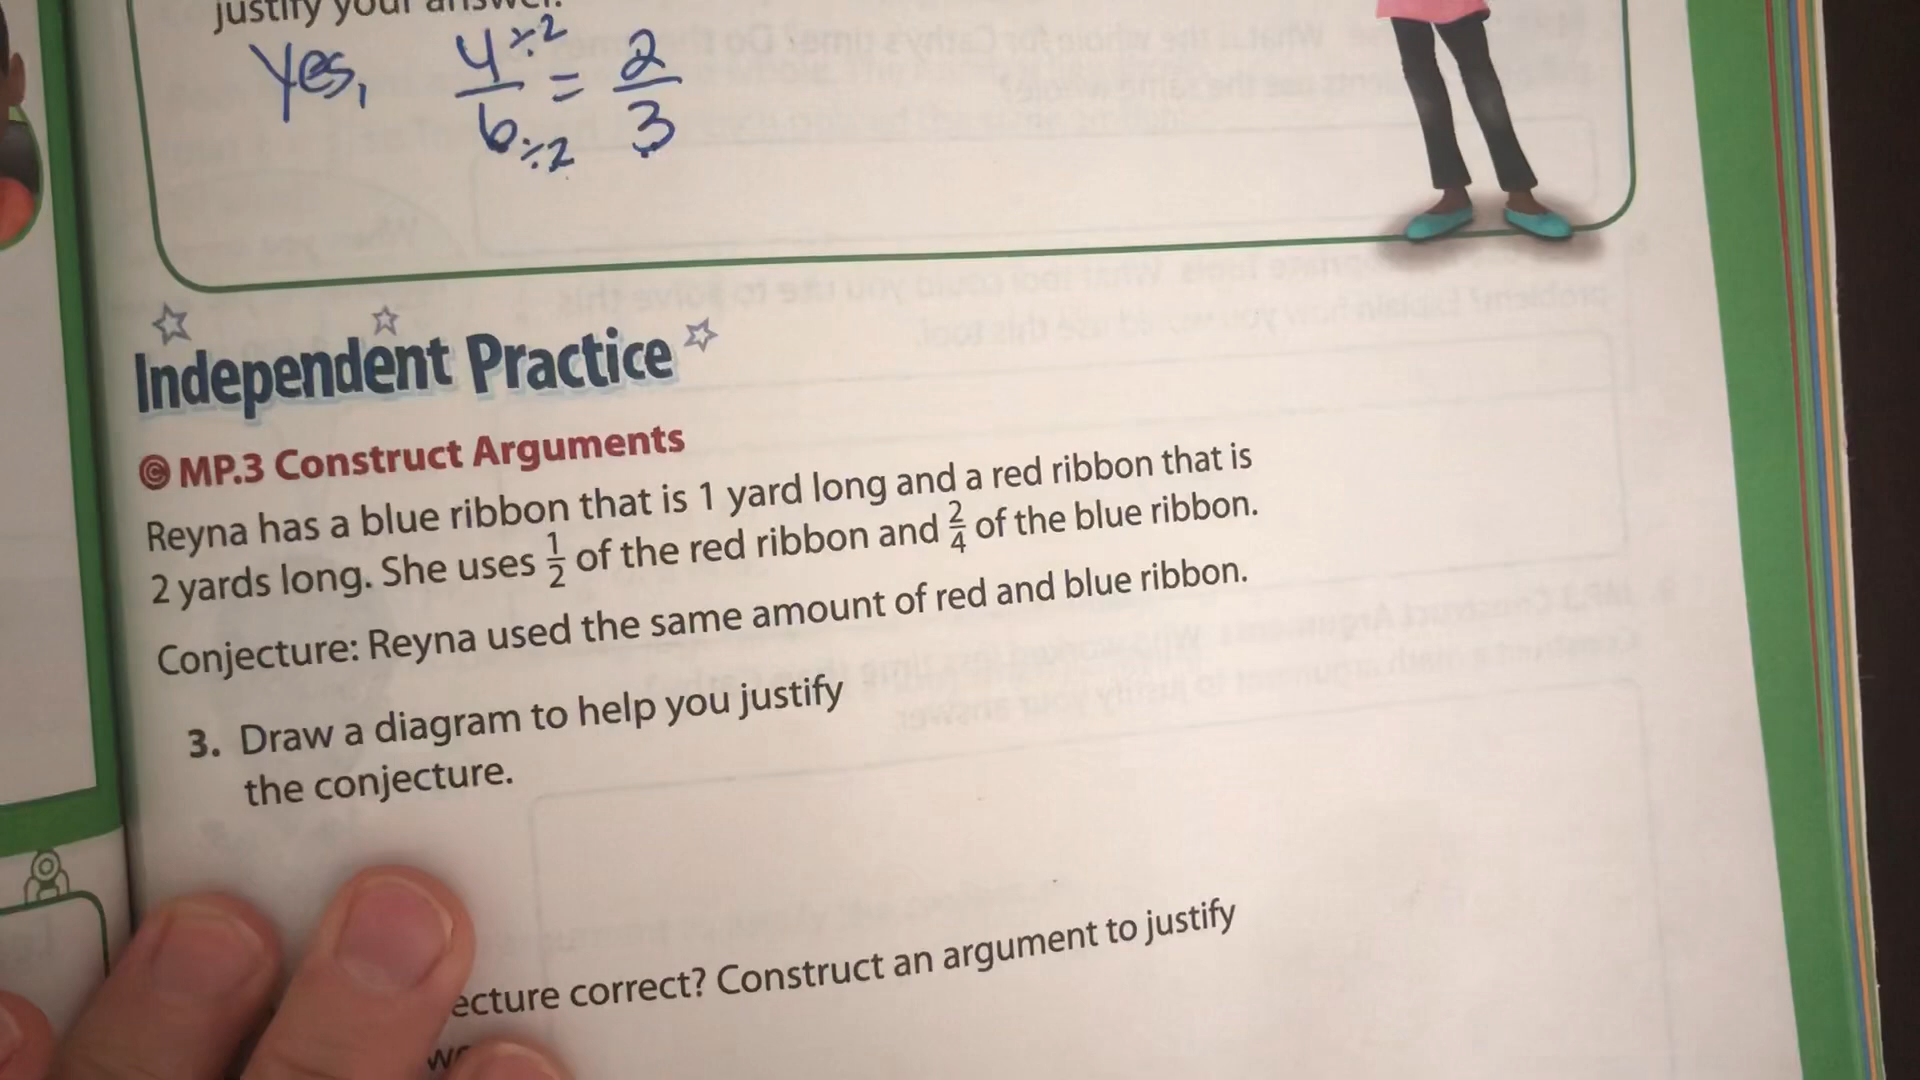 justify your answer.
Yes, 4÷2/6÷2 = 2/3
Independent Practice
© MP.3 Construct Arguments
Reyna has a blue ribbon that is 1 yard long and a red ribbon that is
2 yards long. She uses 1/2 of the red ribbon and 2/4 of the blue ribbon.
Conjecture: Reyna used the same amount of red and blue ribbon.
3. Draw a diagram to help you justify
the conjecture.
ecture correct? Construct an argument to justify